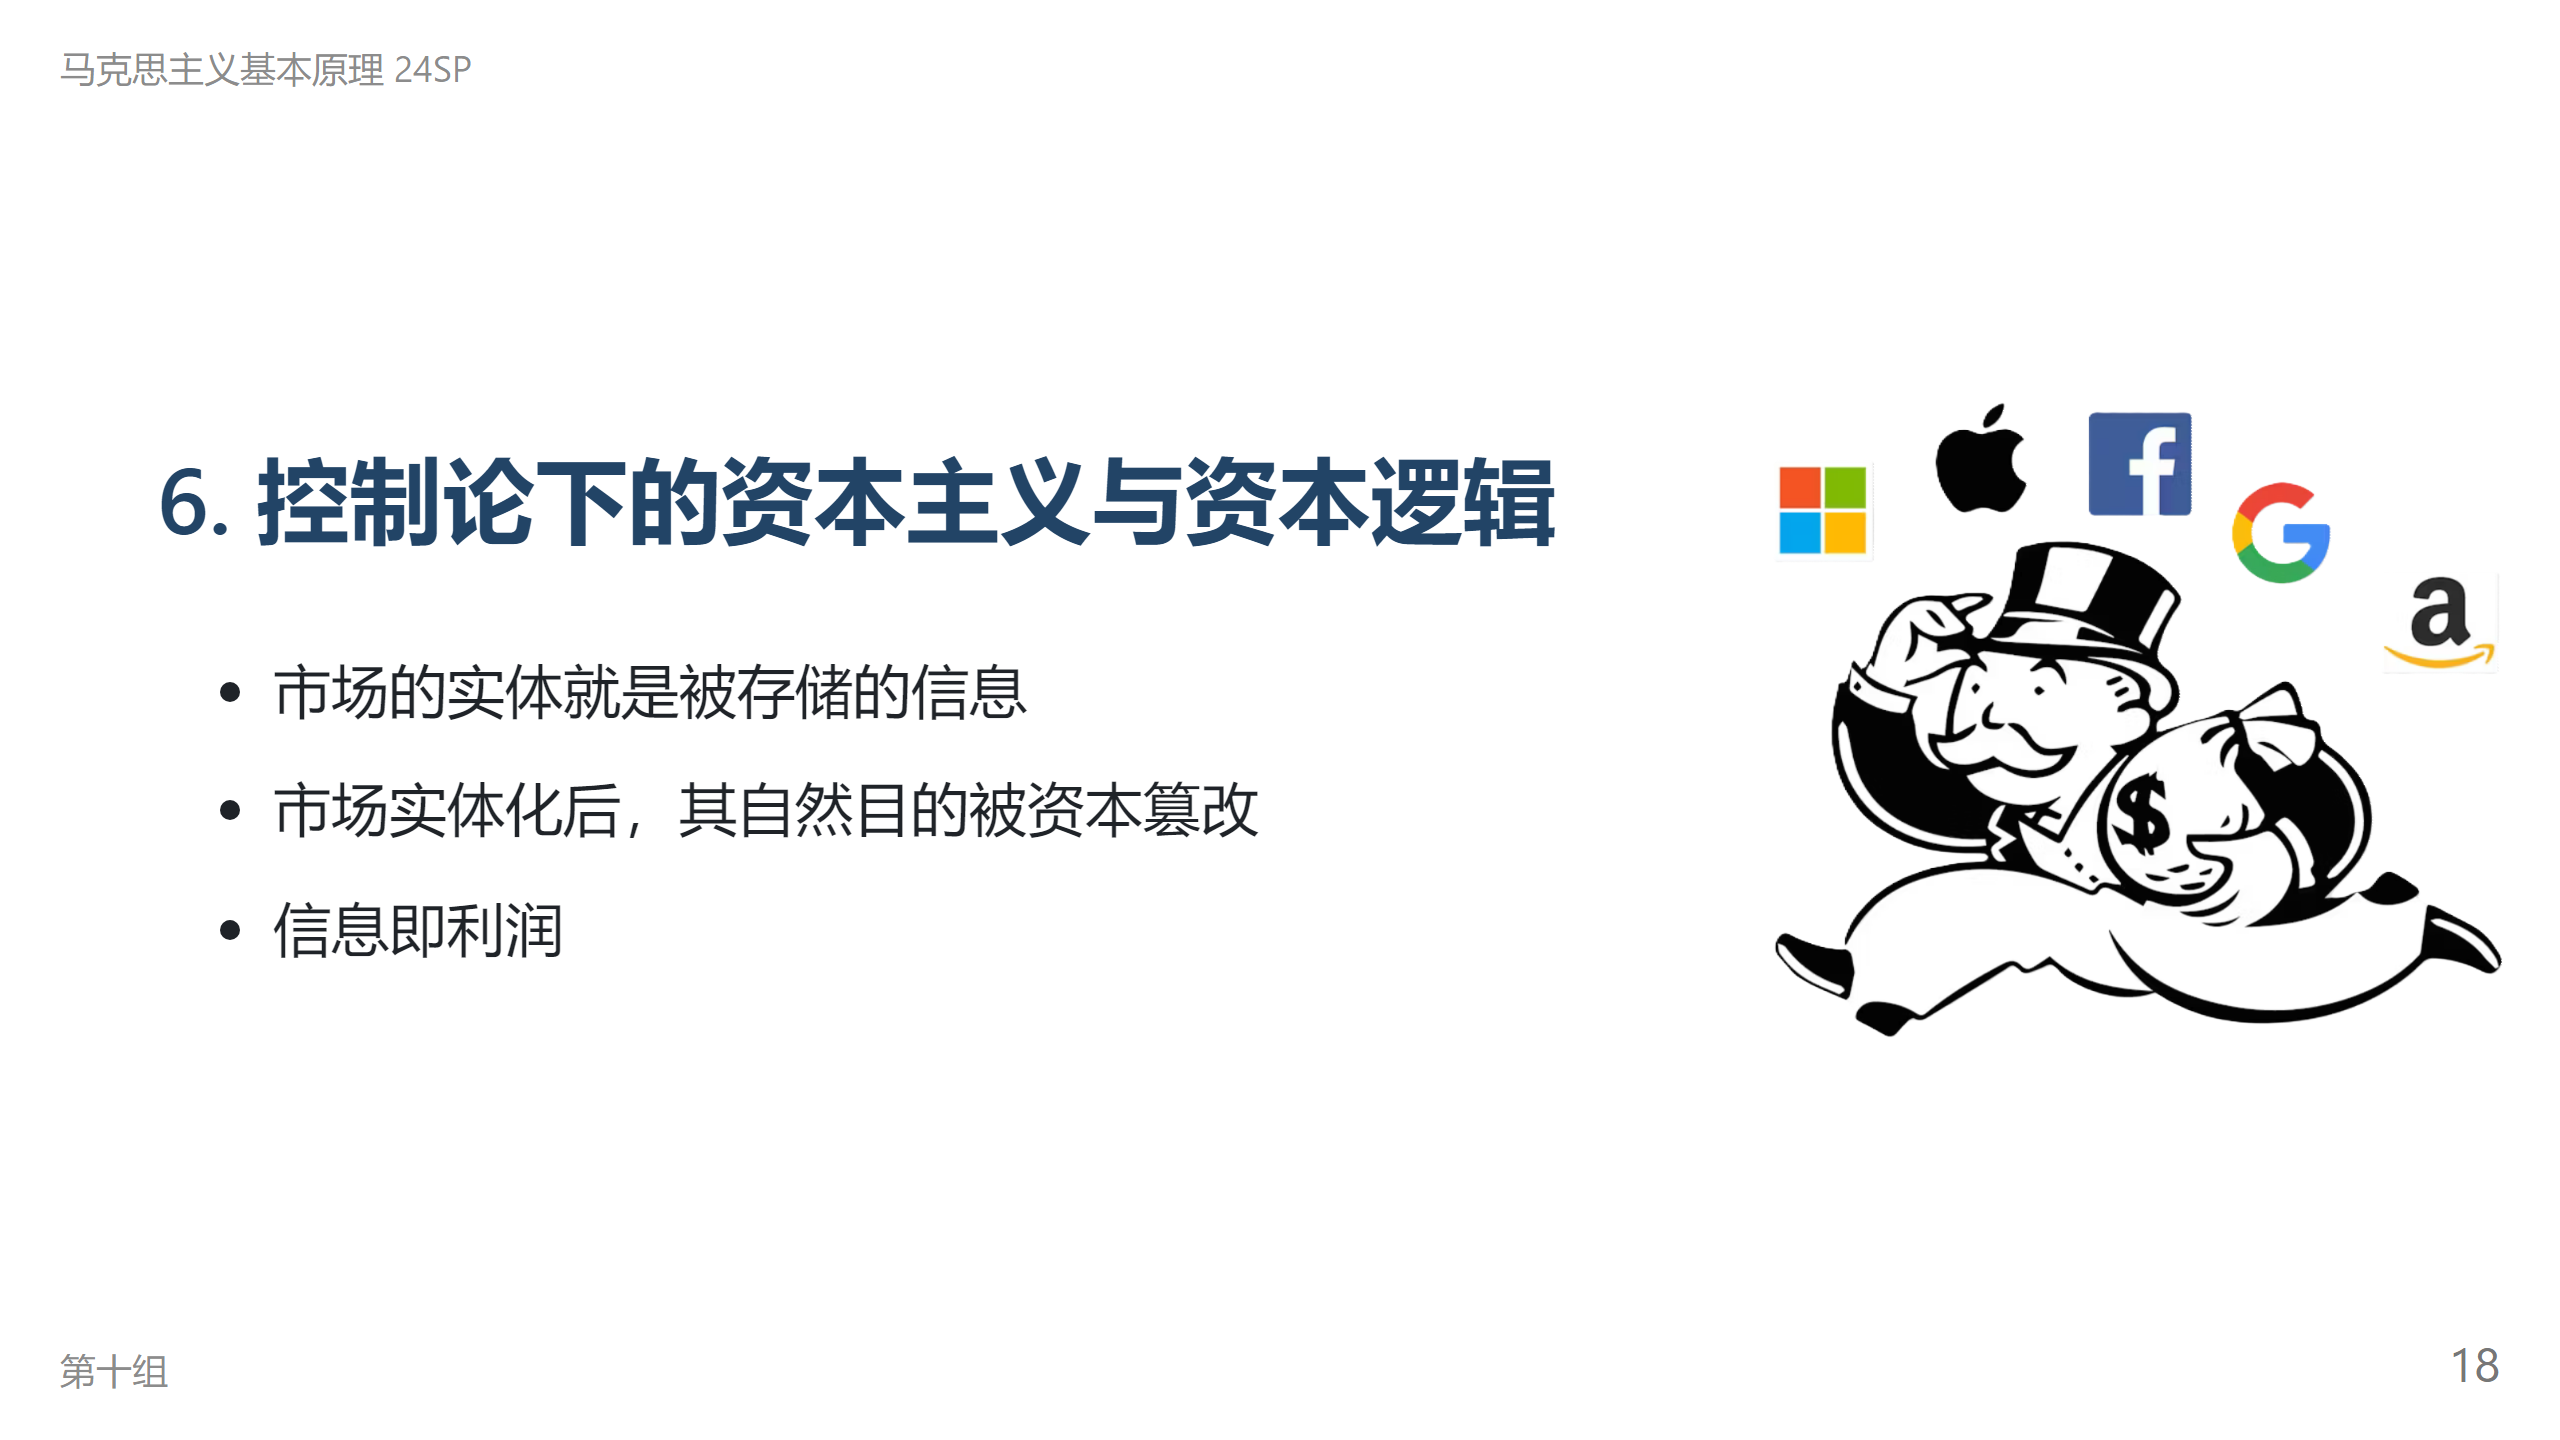 马克思主义基本原理 24SP
6. 控制论下的资本主义与资本逻辑
• 市场的实体就是被存储的信息
• 市场实体化后，其自然目的被资本篡改
• 信息即利润
f
G
a
$
第十组
18